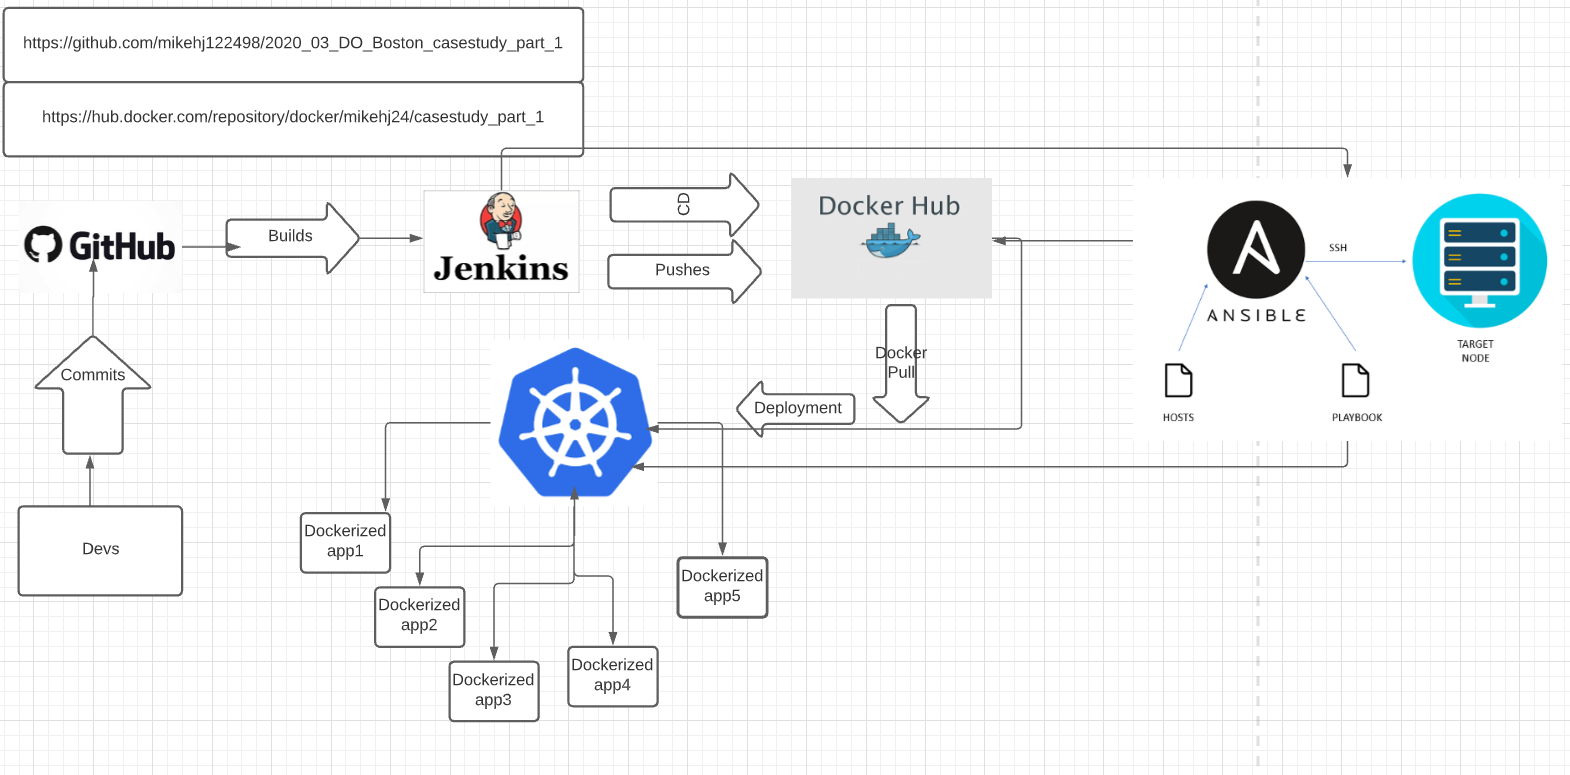 https://github.com/mikehj122498/2020_03_DO_Boston_casestudy_part_1
https://hub.docker.com/repository/docker/mikehj24/casestudy_part_1
GitHub
Builds
Jenkins
CD
Pushes
Docker Hub
SSH
ANSIBLE
TARGET
NODE
HOSTS
PLAYBOOK
Docker
Pull
Deployment
Commits
Devs
Dockerized
app1
Dockerized
app2
Dockerized
app3
Dockerized
app4
Dockerized
app5